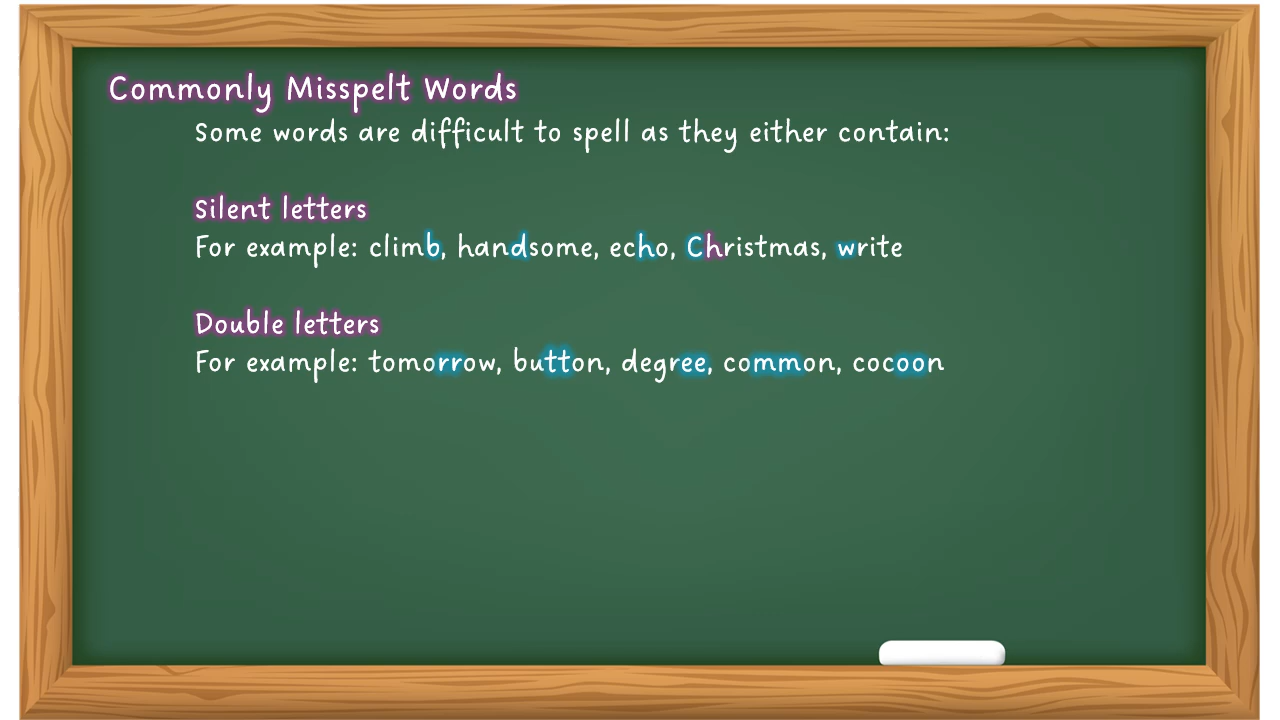 Commonly Misspelt Words
Some words are difficult to spell as they either contain:
Silent letters
For example: climb, handsome, echo, Christmas, write
Double letters
For example: tomorrow, button, degree, common, cocoon